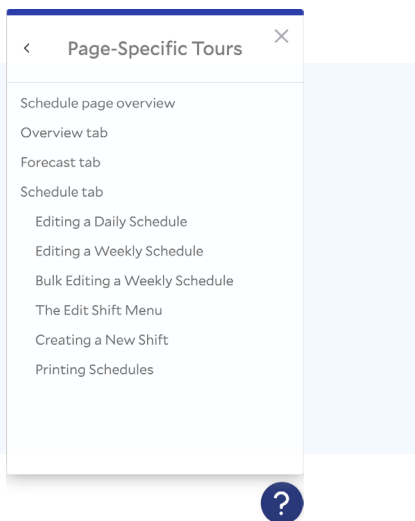 Page-Specific Tours
Schedule page overview
Overview tab
Forecast tab
Schedule tab
Editing a Daily Schedule
Editing a Weekly Schedule
Bulk Editing a Weekly Schedule
The Edit Shift Menu
Creating a New Shift
Printing Schedules
?